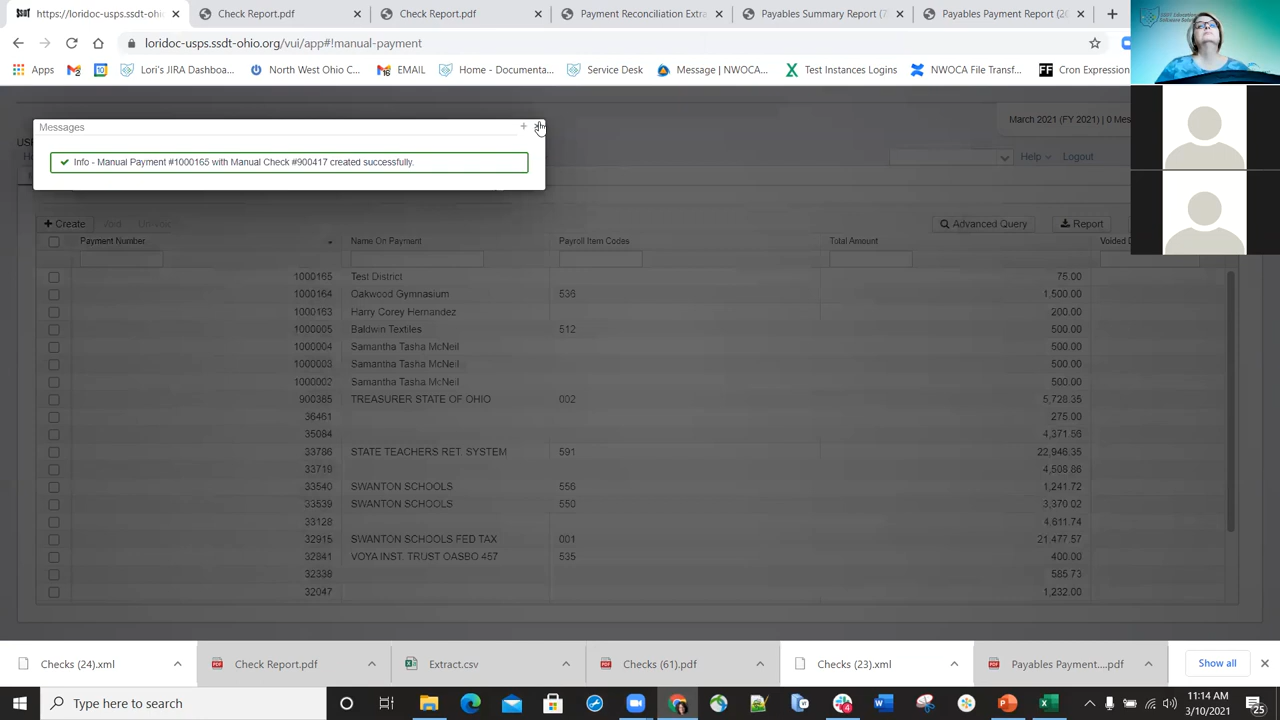 https://loridoc-usps.ssdt-ohio.
Check Report.pdf
Check Report.pdf
Payment Reconciliation Extra
Payables Summary Report (7
Payables Payment Report (2
loridoc-usps.ssdt-ohio.org/vui/app#!manual-payment
Apps
Lori's JIRA Dashboa...
North West Ohio C...
EMAIL
Home - Documenta...
Service Desk
Message | NWOCA...
Test Instances Logins
NWOCA File Transf...
Cron Expression
Messages
Info - Manual Payment #1000165 with Manual Check #900417 created successfully.
March 2021 (FY 2021) | 0 Mes
Help
Logout
Create
Void
Advanced Query
Report
Payment Number
Name On Payment
Payroll Item Codes
Total Amount
Voided D
1000165 Test District 75.00
1000164 Oakwood Gymnasium 536 1,500.00
1000163 Harry Corey Hernandez 200.00
1000005 Baldwin Textiles 512 500.00
1000004 Samantha Tasha McNeil 500.00
1000003 Samantha Tasha McNeil 500.00
1000002 Samantha Tasha McNeil 500.00
900385 TREASURER STATE OF OHIO 002 5,728.35
36461 275.00
35084 4,371.56
33786 STATE TEACHERS RET. SYSTEM 591 22,946.35
33719 4,508.86
33540 SWANTON SCHOOLS 556 1,241.72
33539 SWANTON SCHOOLS 550 3,370.02
33128 4,611.74
32915 SWANTON SCHOOLS FED TAX 001 21,477.57
32841 VOYA INST. TRUST OASBO 457 535 400.00
32338 585.73
32047 1,232.00
Checks (24).xml
Check Report.pdf
Extract.csv
Checks (61).pdf
Checks (23).xml
Payables Payment....pdf
Show all
Type here to search
11:14 AM
3/10/2021
25